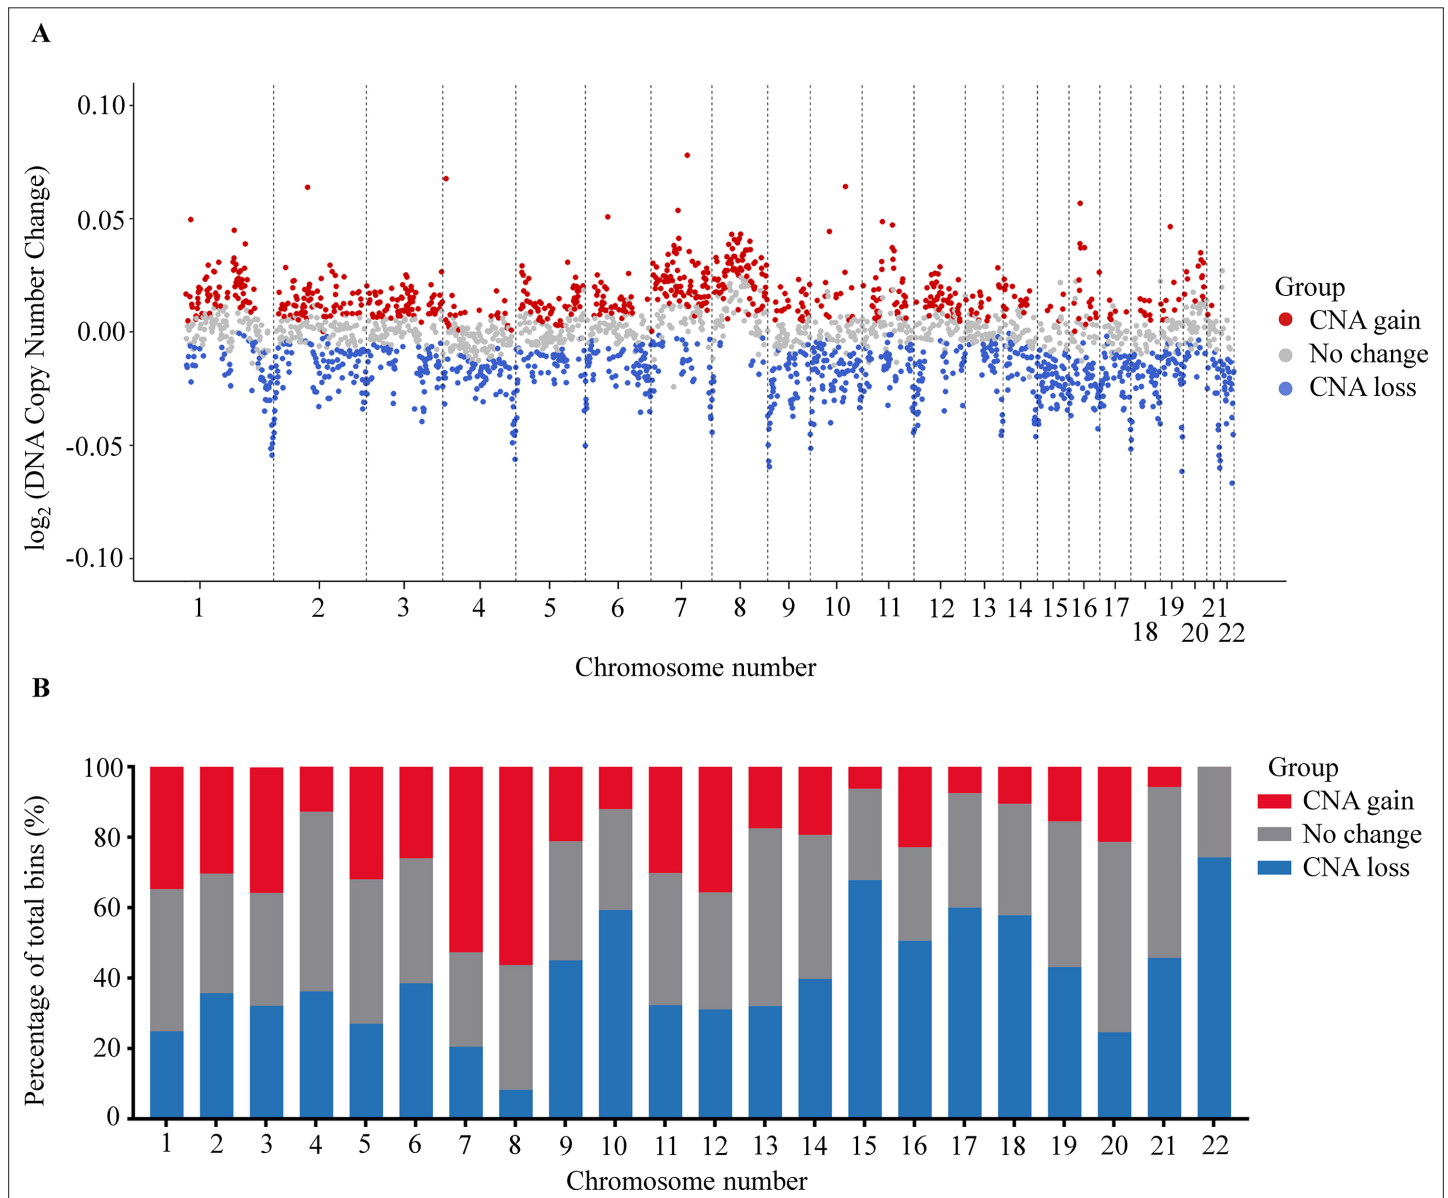 A
log2 (DNA Copy Number Change)
0.10
0.05
0.00
-0.05
-0.10
1 2 3 4 5 6 7 8 9 10 11 12 13 14 15 16 17 18 19 20 21 22
Chromosome number
Group
CNA gain
No change
CNA loss
B
Percentage of total bins (%)
100
80
60
40
20
0
1 2 3 4 5 6 7 8 9 10 11 12 13 14 15 16 17 18 19 20 21 22
Chromosome number
Group
CNA gain
No change
CNA loss